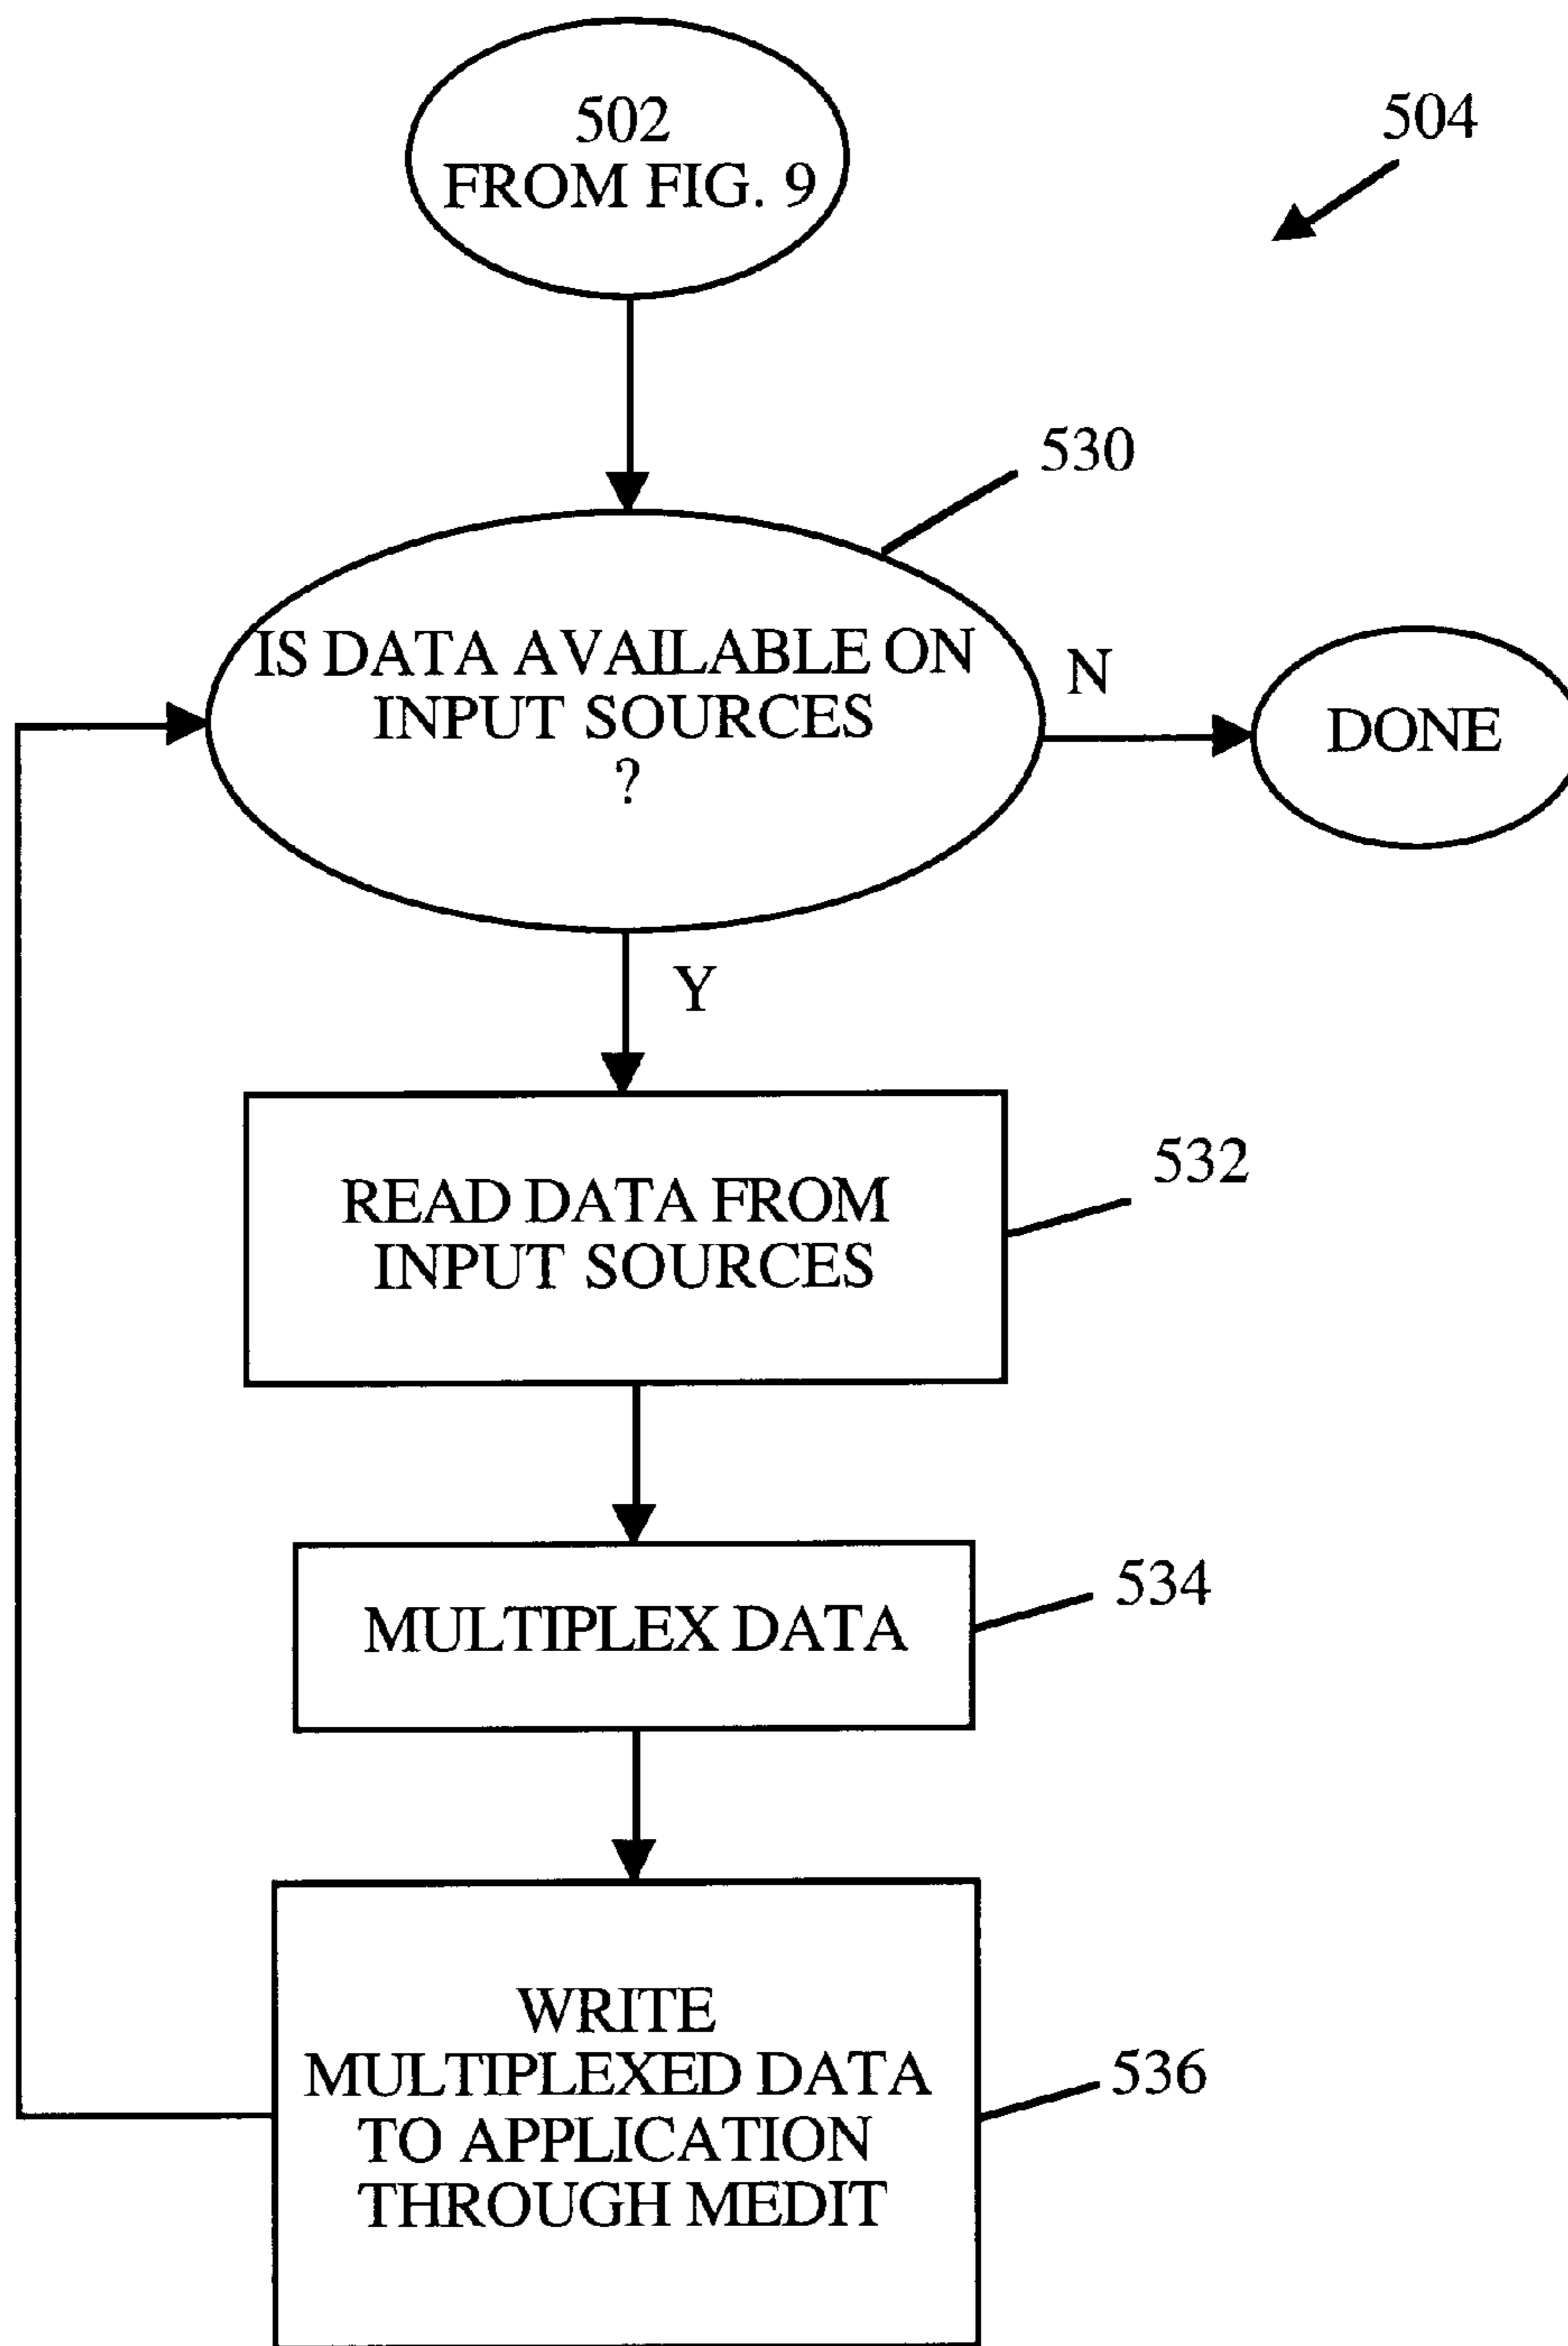 502
FROM FIG. 9
504
530
IS DATA AVAILABLE ON
INPUT SOURCES
?
N
DONE
Y
READ DATA FROM
INPUT SOURCES
532
MULTIPLEX DATA
534
WRITE
MULTIPLEXED DATA
TO APPLICATION
THROUGH MEDIT
536